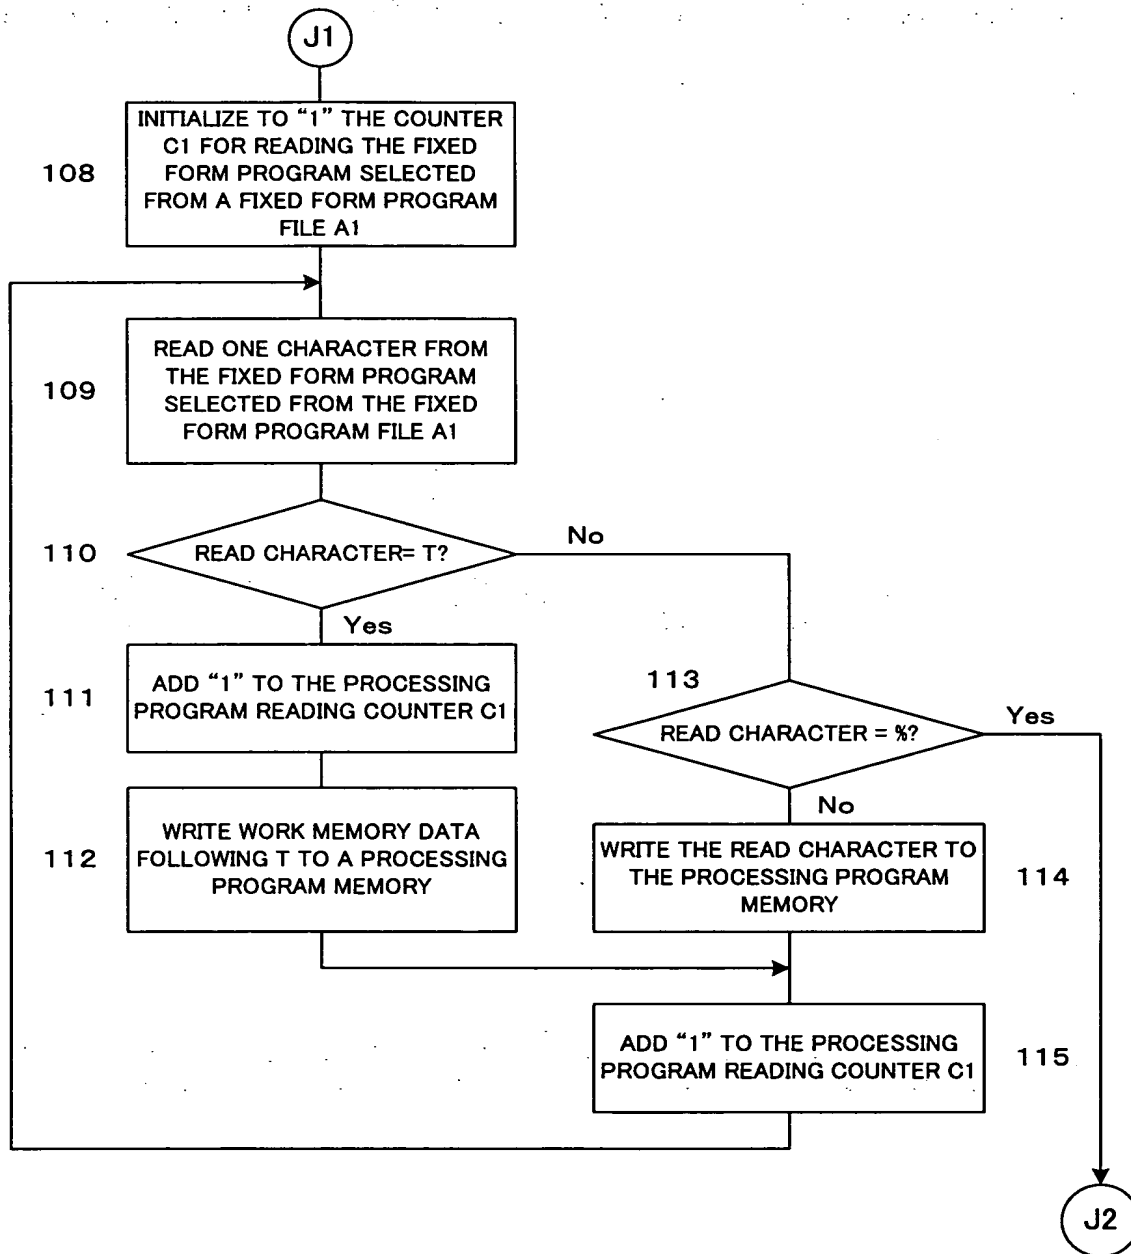 J1
INITIALIZE TO “1” THE COUNTER
C1 FOR READING THE FIXED
FORM PROGRAM SELECTED
FROM A FIXED FORM PROGRAM
FILE A1
108
READ ONE CHARACTER FROM
THE FIXED FORM PROGRAM
SELECTED FROM THE FIXED
FORM PROGRAM FILE A1
109
110
READ CHARACTER= T?
No
Yes
111
ADD “1” TO THE PROCESSING
PROGRAM READING COUNTER C1
113
READ CHARACTER = %?
Yes
No
112
WRITE WORK MEMORY DATA
FOLLOWING T TO A PROCESSING
PROGRAM MEMORY
WRITE THE READ CHARACTER TO
THE PROCESSING PROGRAM
MEMORY
114
ADD “1” TO THE PROCESSING
PROGRAM READING COUNTER C1
115
J2